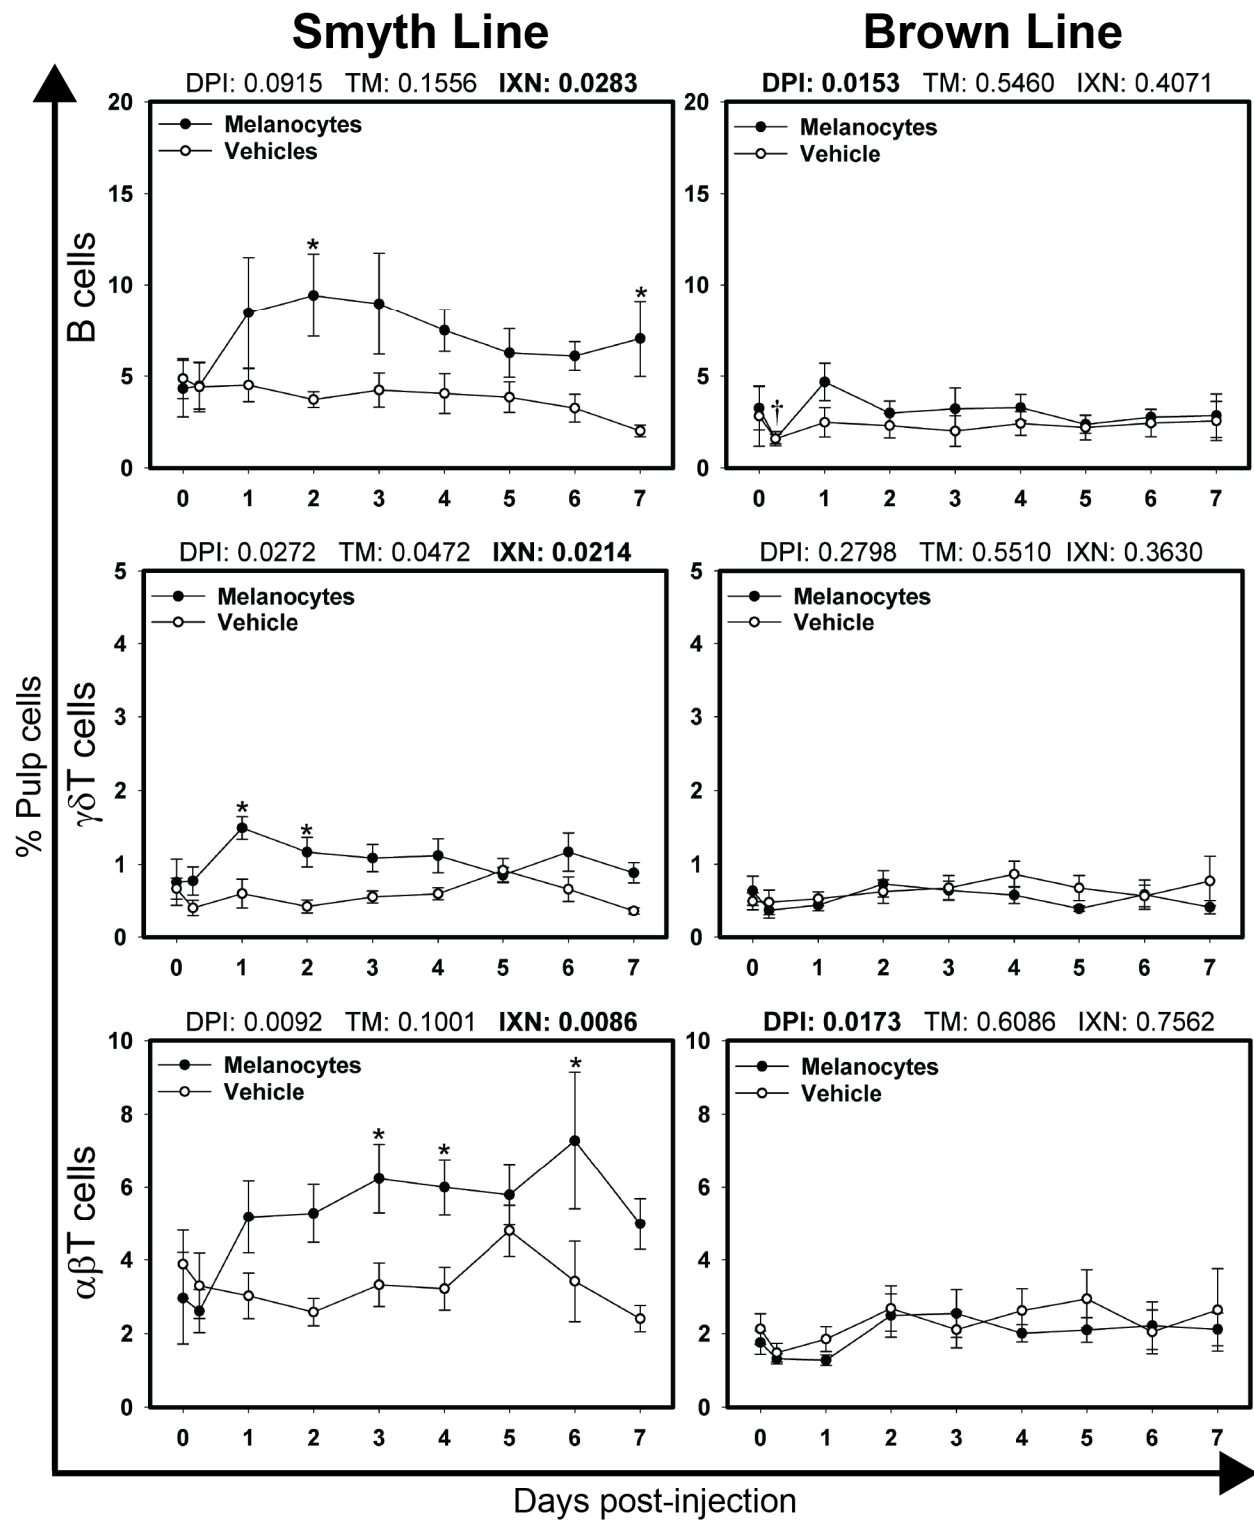 Smyth Line
Brown Line
DPI: 0.0915 TM: 0.1556 IXN: 0.0283
DPI: 0.0153 TM: 0.5460 IXN: 0.4071
20
15
10
5
0
Melanocytes
Vehicles
*
*
0 1 2 3 4 5 6 7
20
15
10
5
0
Melanocytes
Vehicle
†
0 1 2 3 4 5 6 7
B cells
DPI: 0.0272 TM: 0.0472 IXN: 0.0214
DPI: 0.2798 TM: 0.5510 IXN: 0.3630
5
4
3
2
1
0
Melanocytes
Vehicle
*
*
0 1 2 3 4 5 6 7
5
4
3
2
1
0
Melanocytes
Vehicle
0 1 2 3 4 5 6 7
% Pulp cells
γδT cells
DPI: 0.0092 TM: 0.1001 IXN: 0.0086
DPI: 0.0173 TM: 0.6086 IXN: 0.7562
10
8
6
4
2
0
Melanocytes
Vehicle
*
*
*
0 1 2 3 4 5 6 7
10
8
6
4
2
0
Melanocytes
Vehicle
0 1 2 3 4 5 6 7
αβT cells
Days post-injection